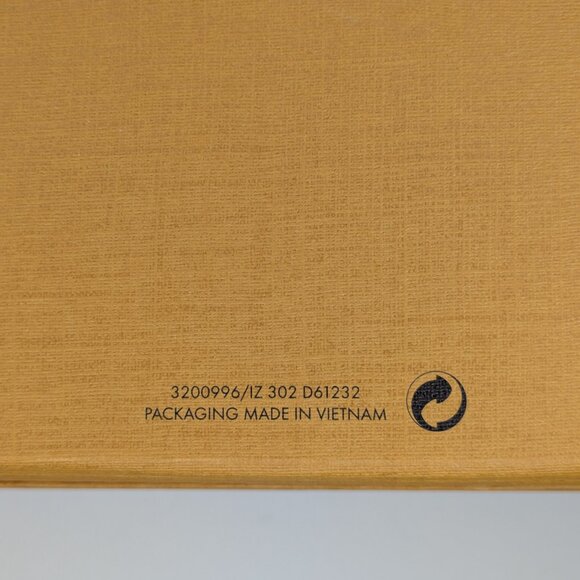 3200996/IZ 302 D61232
PACKAGING MADE IN VIETNAM